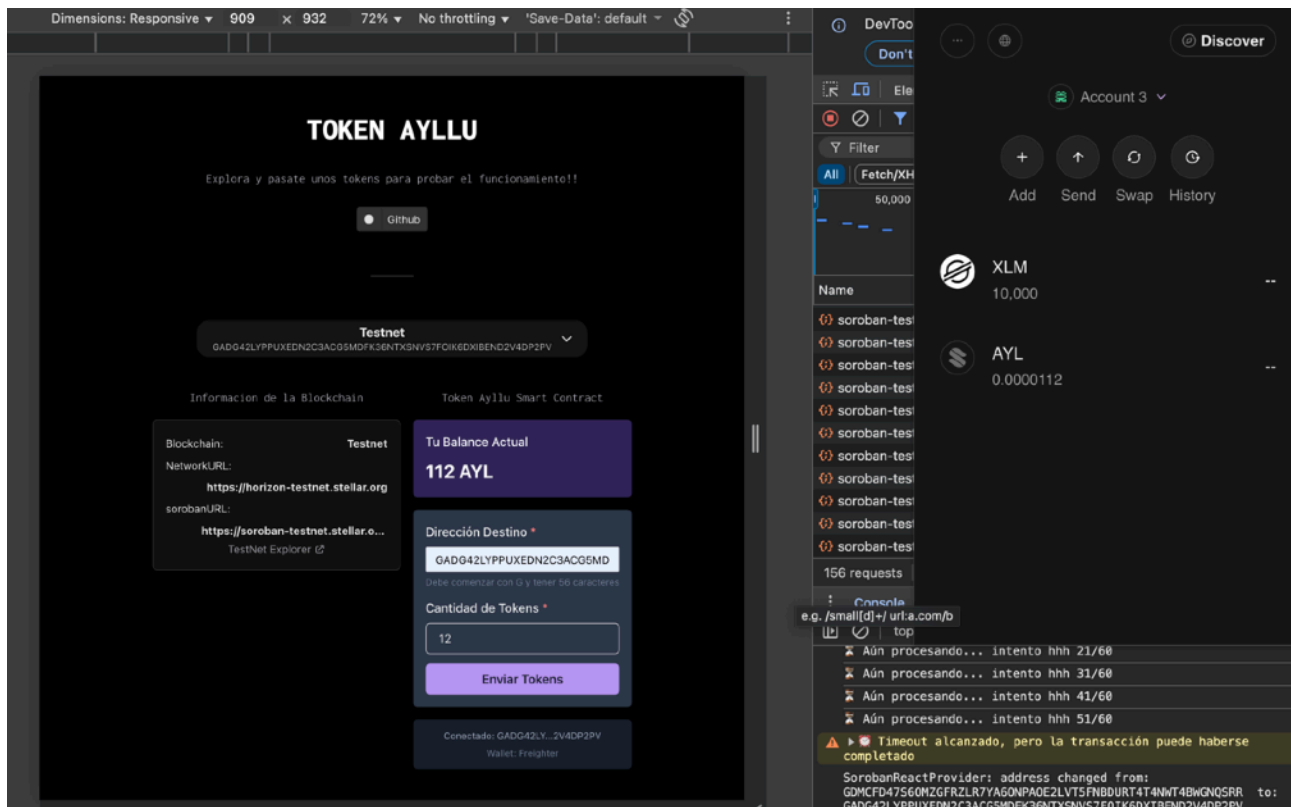 Dimensions: Responsive ▾ 909 × 932 72% ▾ No throttling ▾ 'Save-Data': default
TOKEN AYLLU
Explora y pasate unos tokens para probar el funcionamiento!!
Github
Testnet
GADG42LYPPUXEDN2C3ACG5MDFK36NTXSNVS7FOIK6DXIBEND2V4DP2PV
Informacion de la Blockchain
Blockchain: Testnet
NetworkURL:
https://horizon-testnet.stellar.org
sorobanURL:
https://soroban-testnet.stellar.o...
TestNet Explorer
Token Ayllu Smart Contract
Tu Balance Actual
112 AYL
Dirección Destino *
GADG42LYPPUXEDN2C3ACG5MD
Debe comenzar con G y tener 56 caracteres
Cantidad de Tokens *
12
Enviar Tokens
Conectado: GADG42LY...2V4DP2PV
Wallet: Freighter
DevToo
Don't
Ele
Filter
All Fetch/XH
50,000
Name
soroban-test
soroban-test
soroban-test
soroban-test
soroban-test
soroban-test
soroban-test
soroban-test
soroban-test
soroban-test
soroban-test
156 requests
Console
e.g. /small[d]+/ url:a.com/b
top
Aún procesando... intento hhh 21/60
Aún procesando... intento hhh 31/60
Aún procesando... intento hhh 41/60
Aún procesando... intento hhh 51/60
Timeout alcanzado, pero la transacción puede haberse
completado
SorobanReactProvider: address changed from:
GDMCFD47S6OMZGFRZLR7YA6ONPAOE2LVT5FNBDURT4T4NWT4BWGNQSRR to:
GADG42LYPPUXEDN2C3ACG5MDFK36NTXSNVS7FOIK6DXIBEND2V4DP2PV
Discover
Account 3
Add Send Swap History
XLM
10,000
--
AYL
0.0000112
--